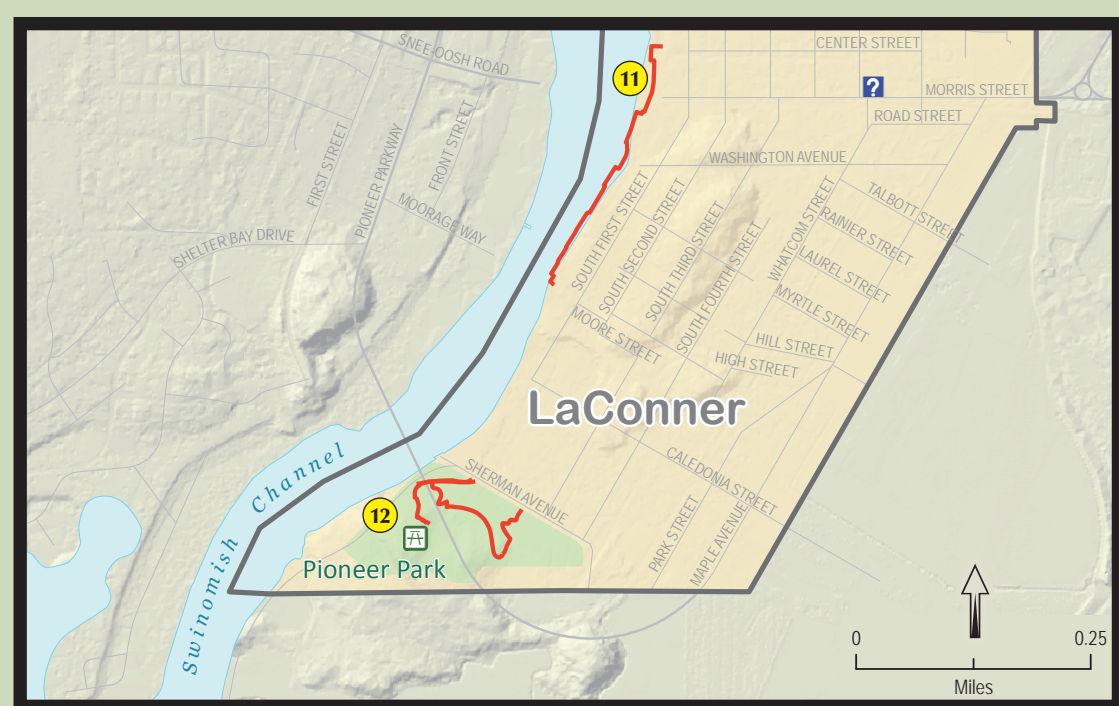 SNEE-OOSH ROAD
CENTER STREET
11
?
MORRIS STREET
ROAD STREET
FIRST STREET
PIONEER PARKWAY
FRONT STREET
WASHINGTON AVENUE
MOORAGE WAY
SHELTER BAY DRIVE
SOUTH FIRST STREET
SOUTH SECOND STREET
SOUTH THIRD STREET
SOUTH FOURTH STREET
WHATCOM STREET
TALBOTT STREET
RAINIER STREET
LAUREL STREET
MYRTLE STREET
MOORE STREET
HILL STREET
HIGH STREET
LaConner
Swinomish Channel
SHERMAN AVENUE
CALEDONIA STREET
12
PARK STREET
MAPLE AVENUE
Pioneer Park
0 0.25
Miles